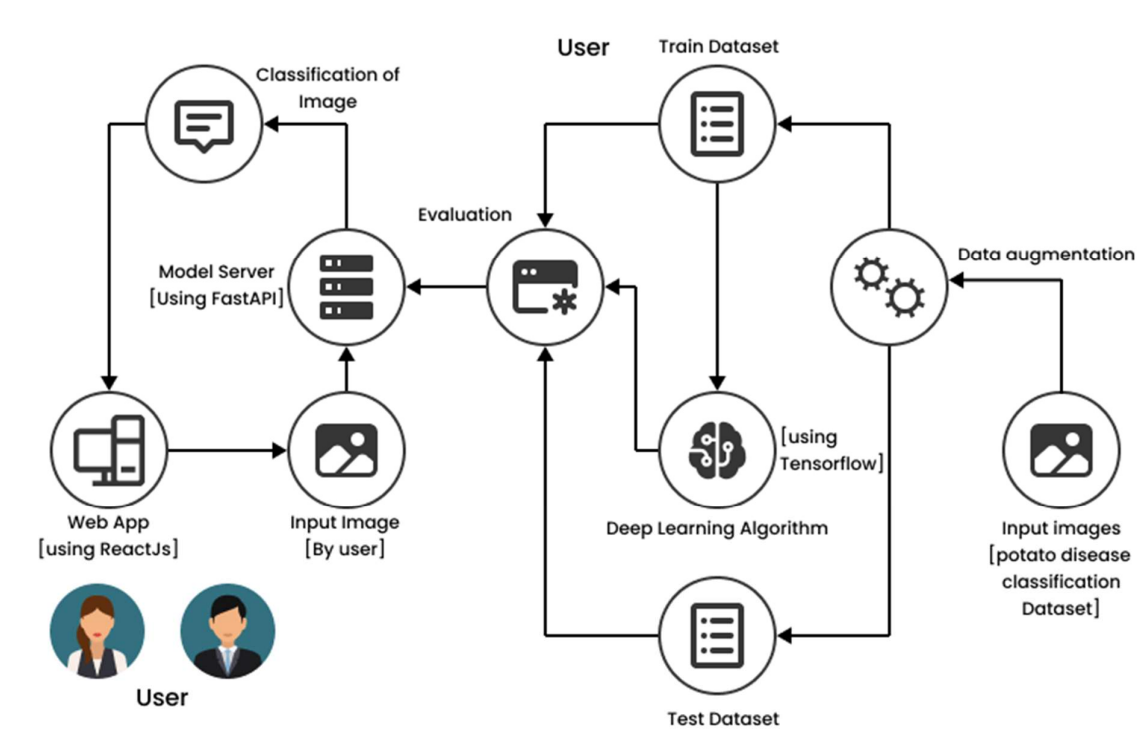 User
Train Dataset
Classification of
Image
Evaluation
Data augmentation
Model Server
[Using FastAPI]
[using
Tensorflow]
Web App
[using ReactJs]
Input Image
[By user]
Deep Learning Algorithm
Input images
[potato disease
classification
Dataset]
User
Test Dataset